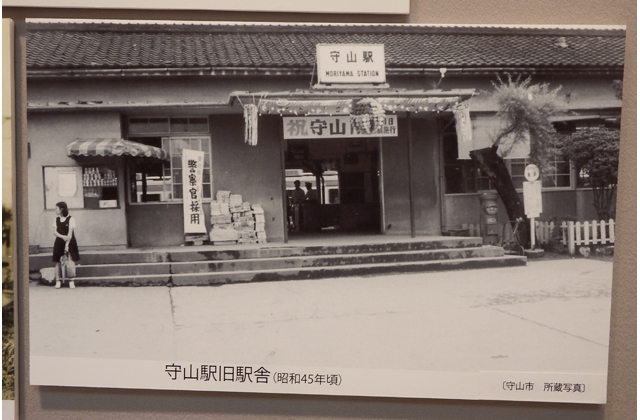 守山駅
MORIYAMA STATION
祝守山
警察官採用
守山駅旧駅舎(昭和45年頃)
〔守山市 所蔵写真〕